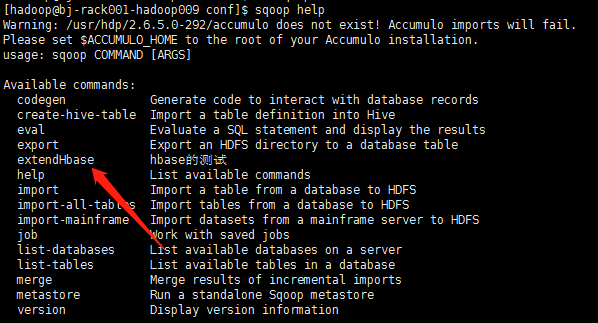 [hadoop@bj-rack001-hadoop009 conf]$ sqoop help
Warning: /usr/hdp/2.6.5.0-292/accumulo does not exist! Accumulo imports will fail.
Please set $ACCUMULO_HOME to the root of your Accumulo installation.
usage: sqoop COMMAND [ARGS]
Available commands:
codegen Generate code to interact with database records
create-hive-table Import a table definition into Hive
eval Evaluate a SQL statement and display the results
export Export an HDFS directory to a database table
extendHbase hbase的测试
help List available commands
import Import a table from a database to HDFS
import-all-tables Import tables from a database to HDFS
import-mainframe Import datasets from a mainframe server to HDFS
job Work with saved jobs
list-databases List available databases on a server
list-tables List available tables in a database
merge Merge results of incremental imports
metastore Run a standalone Sqoop metastore
version Display version information